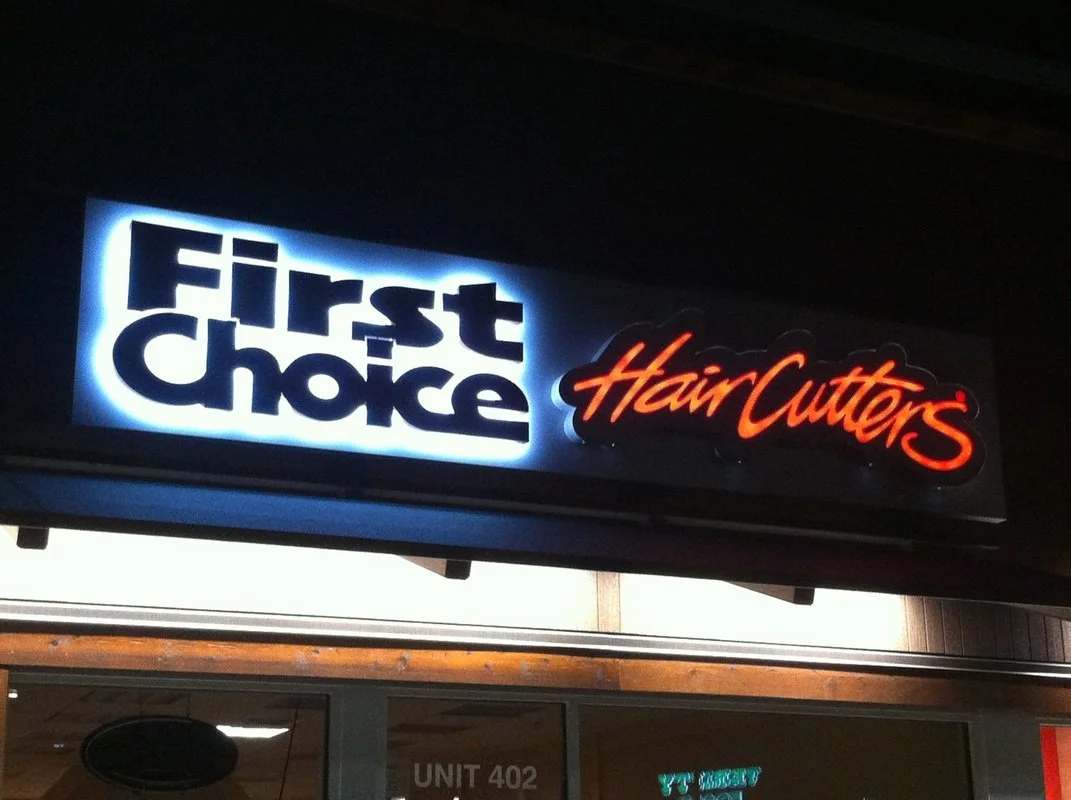 First
Choice
HairCutters
UNIT 402